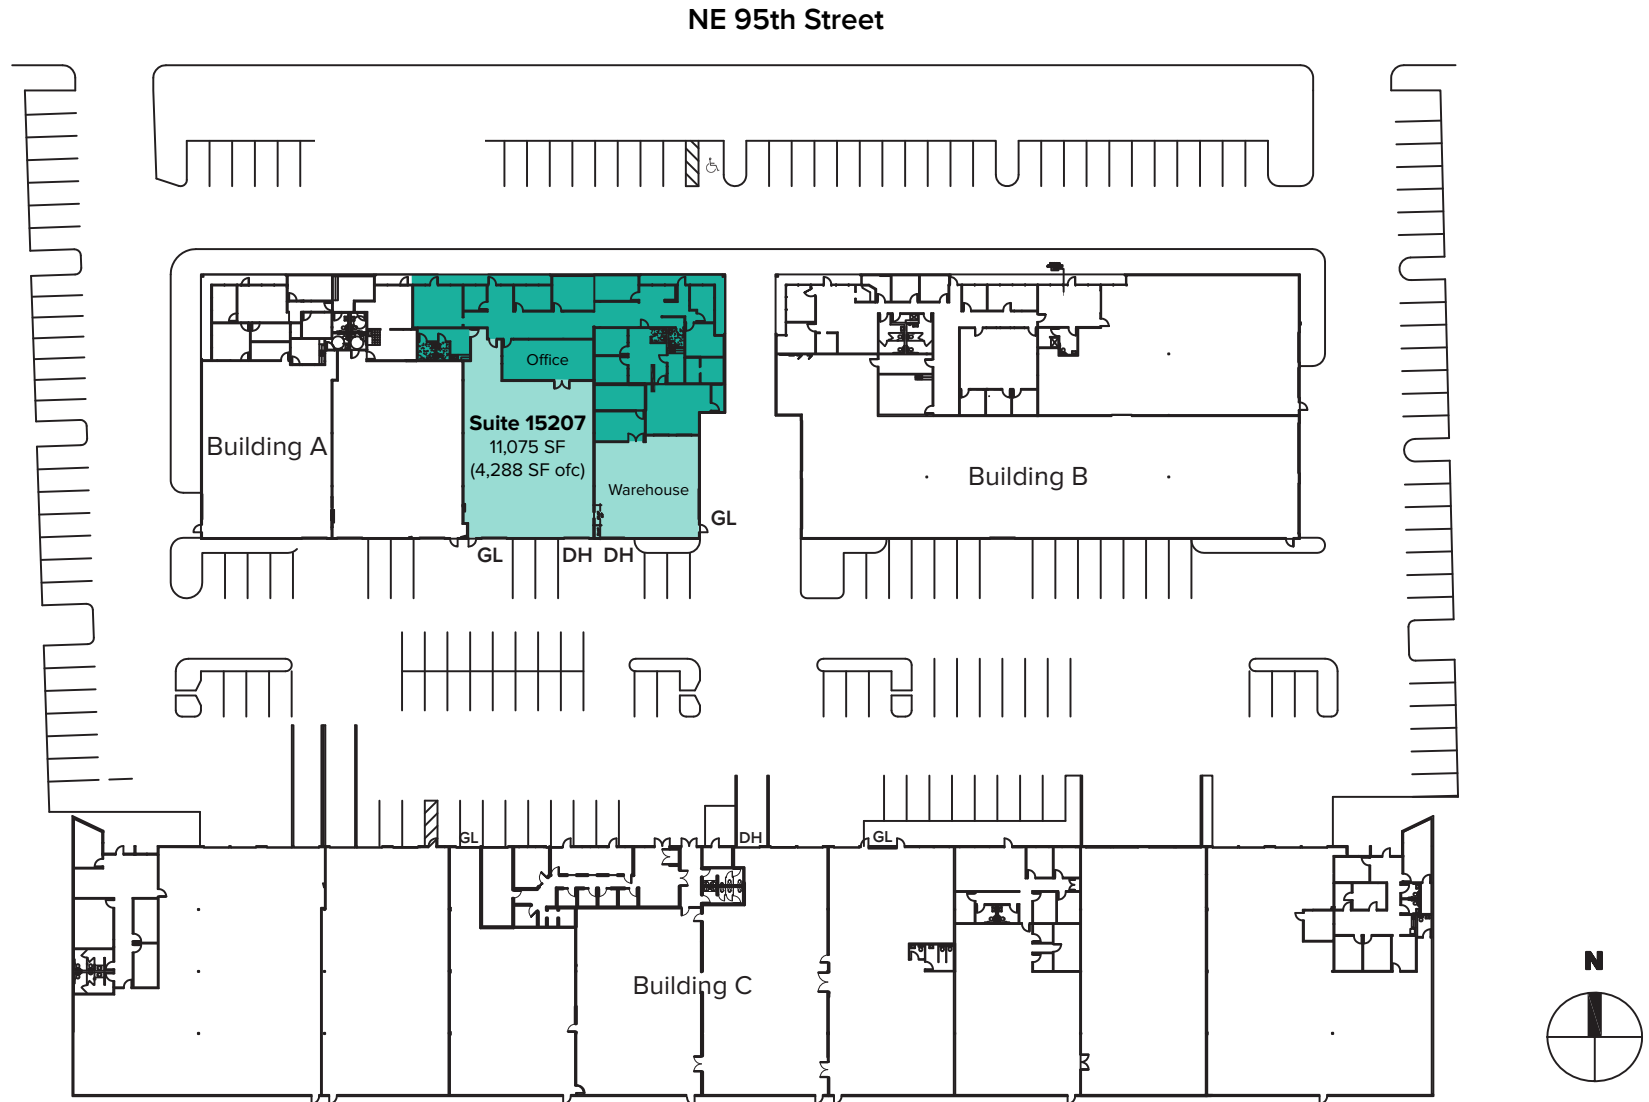 NE 95th Street
Office
Suite 15207
11,075 SF
(4,288 SF ofc)
Building A
Warehouse
Building B
GL
GL DH DH
GL
DH
GL
Building C
N